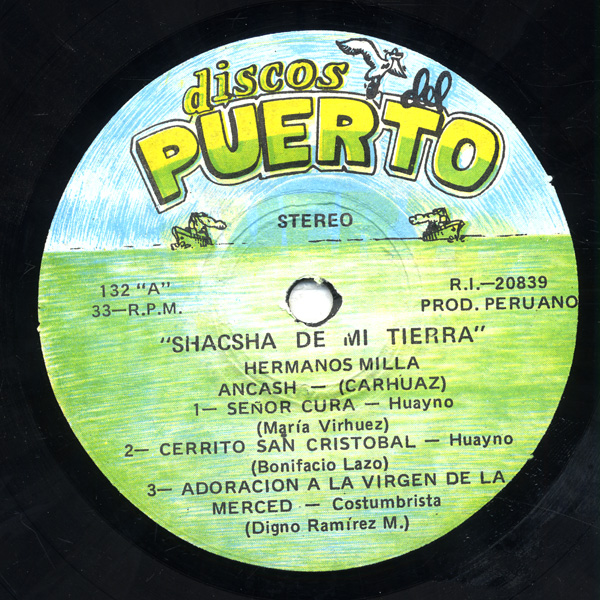 discos del
PUERTO
STEREO
132 "A"
33—R.P.M.
R.I.—20839
PROD. PERUANO
"SHACSHA DE MI TIERRA"
HERMANOS MILLA
ANCASH — (CARHUAZ)
1— SEÑOR CURA — Huayno
(María Virhuez)
2— CERRITO SAN CRISTOBAL — Huayno
(Bonifacio Lazo)
3— ADORACION A LA VIRGEN DE LA
MERCED — Costumbrista
(Digno Ramírez M.)